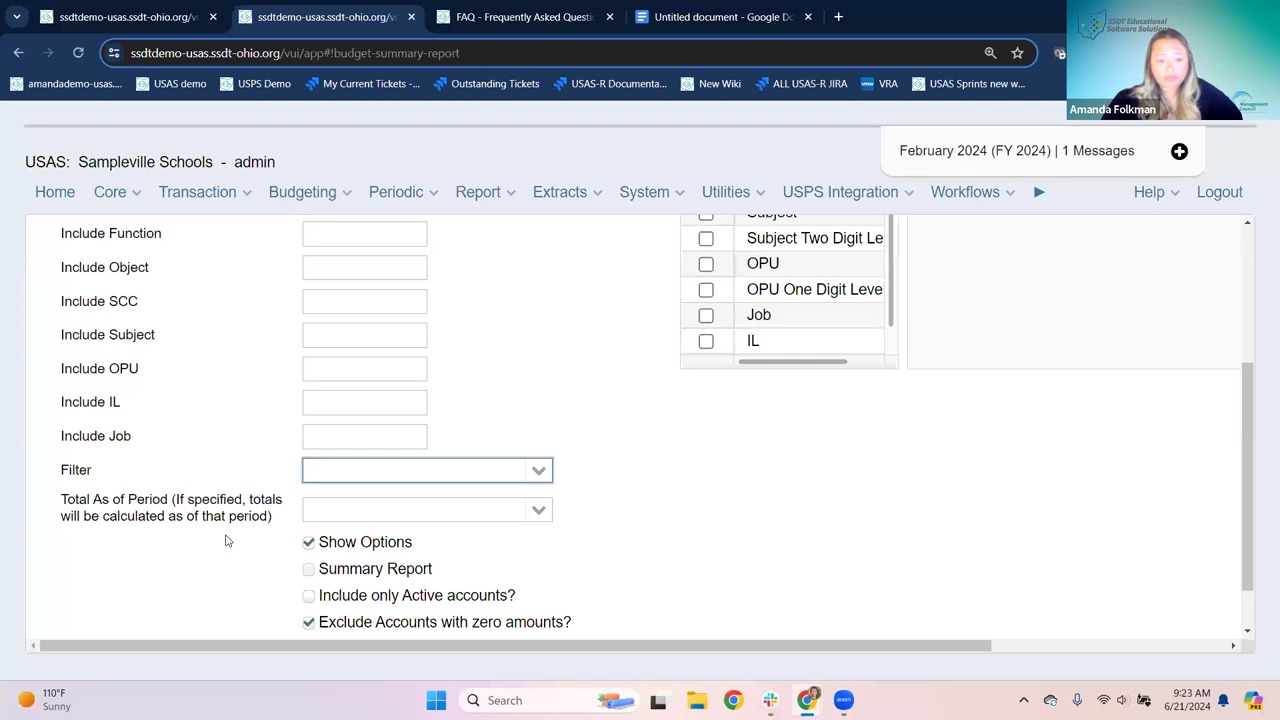 ssdtdemo-usas.ssdt-ohio.org/v
ssdtdemo-usas.ssdt-ohio.org/v
FAQ - Frequently Asked Questi
Untitled document - Google Do
ssdtdemo-usas.ssdt-ohio.org/vui/app#!budget-summary-report
amandademo-usas....
USAS demo
USPS Demo
My Current Tickets -...
Outstanding Tickets
USAS-R Documenta...
New Wiki
ALL USAS-R JIRA
VRA
USAS Sprints new w...
SSDT Educational
Software Solutions
Management
Council
Amanda Folkman
USAS: Sampleville Schools - admin
February 2024 (FY 2024) | 1 Messages
Home
Core
Transaction
Budgeting
Periodic
Report
Extracts
System
Utilities
USPS Integration
Workflows
Help
Logout
Include Function
Include Object
Include SCC
Include Subject
Include OPU
Include IL
Include Job
Filter
Total As of Period (If specified, totals
will be calculated as of that period)
Show Options
Summary Report
Include only Active accounts?
Exclude Accounts with zero amounts?
Subject
Subject Two Digit Le
OPU
OPU One Digit Leve
Job
IL
110°F
Sunny
Search
9:23 AM
6/21/2024
PRE